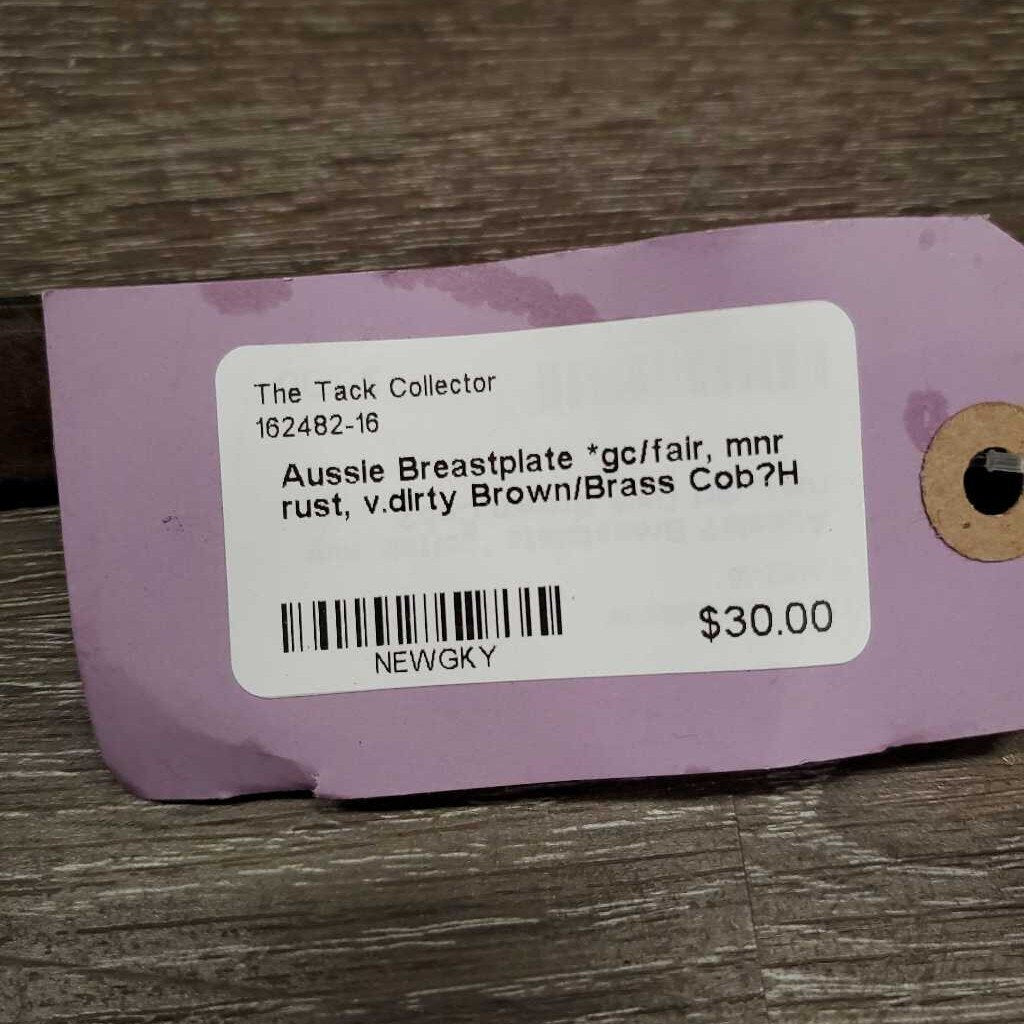 The Tack Collector
162482-16
Aussie Breastplate *gc/fair, mnr
rust, v.dirty Brown/Brass Cob?H
NEWGKY
$30.00